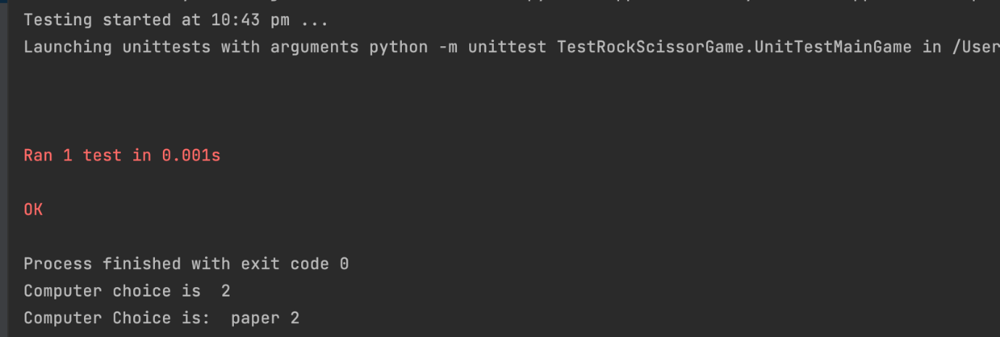 Testing started at 10:43 pm ...
Launching unittests with arguments python -m unittest TestRockScissorGame.UnitTestMainGame in /User
Ran 1 test in 0.001s
OK
Process finished with exit code 0
Computer choice is  2
Computer Choice is:  paper 2